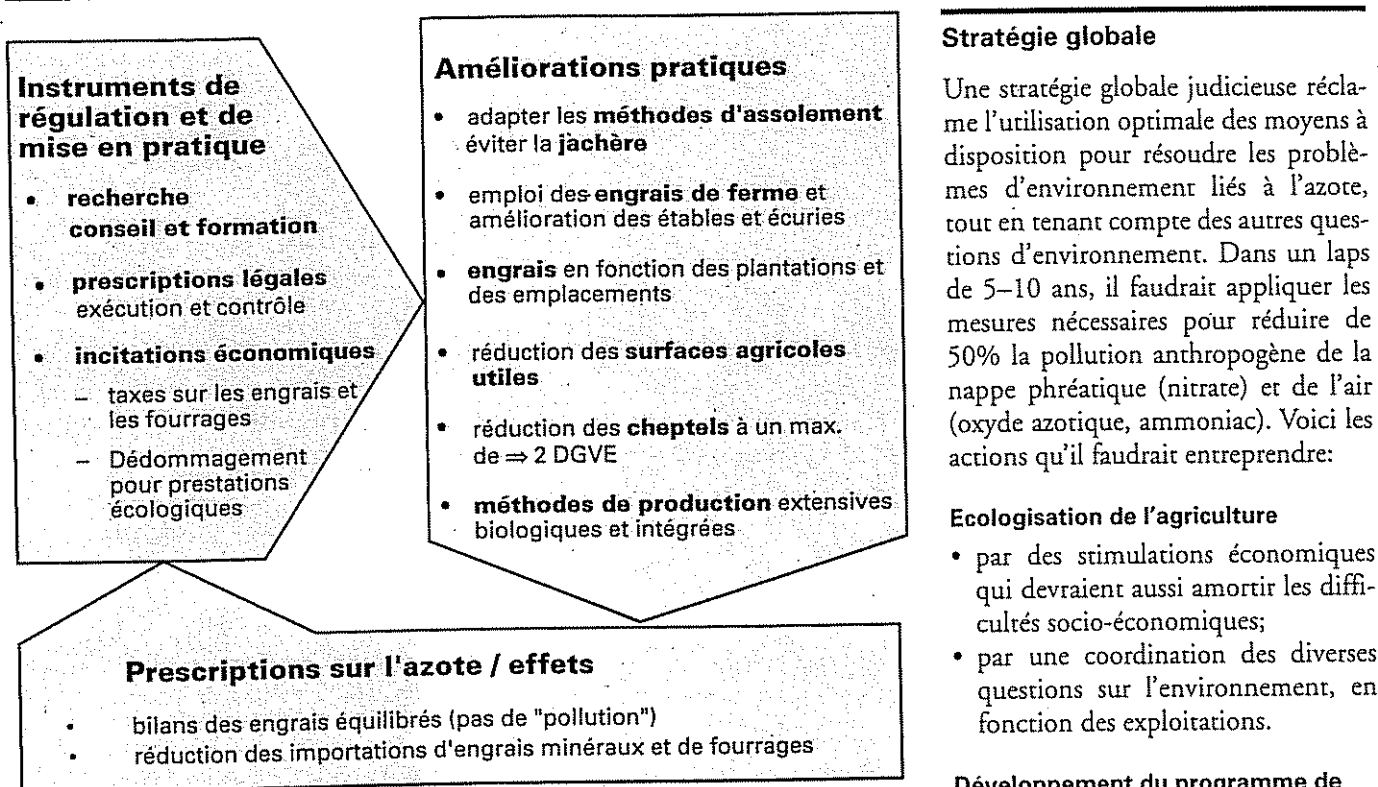 Instruments de
régulation et de
mise en pratique
• recherche
conseil et formation
• prescriptions légales
exécution et contrôle
• incitations économiques
– taxes sur les engrais et
les fourrages
– Dédommagement
pour prestations
écologiques
Améliorations pratiques
• adapter les méthodes d'assolement
éviter la jachère
• emploi des engrais de ferme et
amélioration des étables et écuries
• engrais en fonction des plantations et
des emplacements
• réduction des surfaces agricoles
utiles
• réduction des cheptels à un max.
de ⇒ 2 DGVE
• méthodes de production extensives
biologiques et intégrées
Prescriptions sur l'azote / effets
• bilans des engrais équilibrés (pas de "pollution")
• réduction des importations d'engrais minéraux et de fourrages
Stratégie globale
Une stratégie globale judicieuse récla-
me l'utilisation optimale des moyens à
disposition pour résoudre les problè-
mes d'environnement liés à l'azote,
tout en tenant compte des autres ques-
tions d'environnement. Dans un laps
de 5–10 ans, il faudrait appliquer les
mesures nécessaires pour réduire de
50% la pollution anthropogène de la
nappe phréatique (nitrate) et de l'air
(oxyde azotique, ammoniac). Voici les
actions qu'il faudrait entreprendre:
Ecologisation de l'agriculture
• par des stimulations économiques
qui devraient aussi amortir les diffi-
cultés socio-économiques;
• par une coordination des diverses
questions sur l'environnement, en
fonction des exploitations.
Développement du programme de